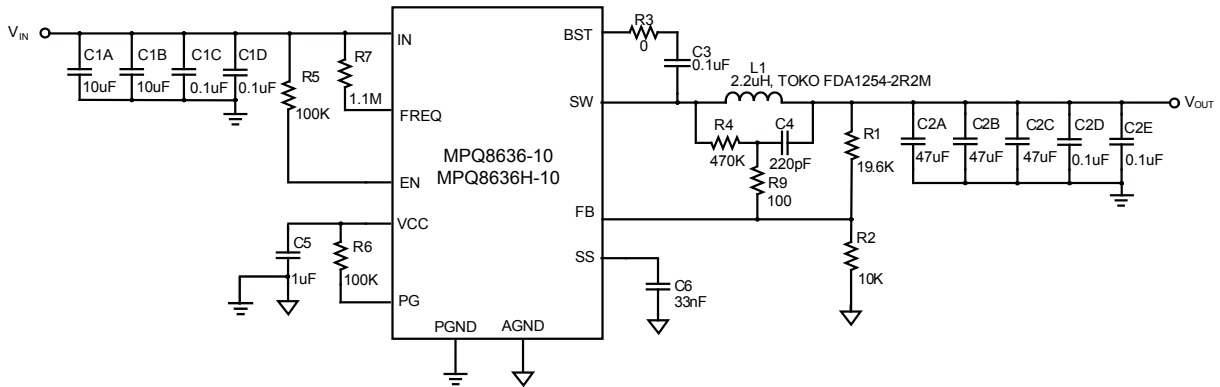 VIN
C1A
10uF
C1B
10uF
C1C
0.1uF
C1D
0.1uF
R5
100K
R7
1.1M
IN
FREQ
EN
VCC
PG
MPQ8636-10
MPQ8636H-10
PGND
AGND
BST
SW
FB
SS
C5
1uF
R6
100K
R3
0
C3
0.1uF
L1
2.2uH, TOKO FDA1254-2R2M
R4
470K
C4
220pF
R9
100
R1
19.6K
R2
10K
C6
33nF
C2A
47uF
C2B
47uF
C2C
47uF
C2D
0.1uF
C2E
0.1uF
VOUT